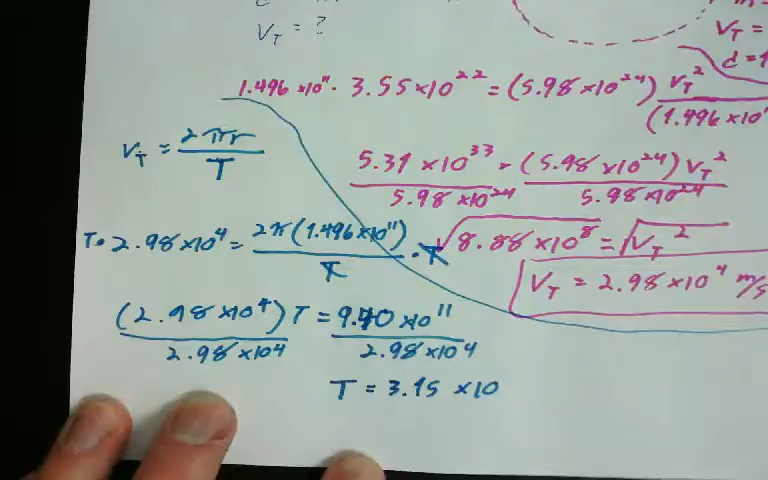 V_T = ?
V_T =
1.496 ×10¹¹ · 3.55×10²² = (5.98 ×10²⁴) V_T² / (1.496 ×10¹
V_T = 2πr / T
5.31 ×10³³ / 5.98×10²⁴ = (5.98 ×10²⁴) V_T² / 5.98×10²⁴
T· 2.98×10⁴ = 2π(1.496×10¹¹) / T · T
√8.88×10⁸ = √V_T²
V_T = 2.98×10⁴ m/s
(2.98×10⁴) T / 2.98×10⁴ = 9.40×10¹¹ / 2.98×10⁴
T = 3.15 ×10